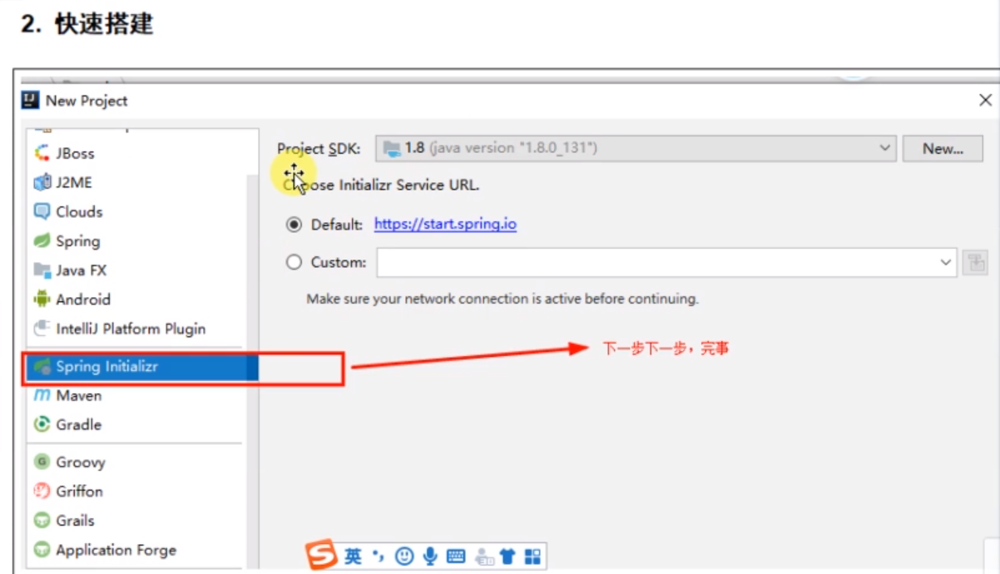 2. 快速搭建
New Project
JBoss
J2ME
Clouds
Spring
Java FX
Android
IntelliJ Platform Plugin
Spring Initializr
Maven
Gradle
Groovy
Griffon
Grails
Application Forge
Project SDK: 1.8 (java version "1.8.0_131") New...
Choose Initializr Service URL.
Default: https://start.spring.io
Custom:
Make sure your network connection is active before continuing.
下一步下一步，完事
英